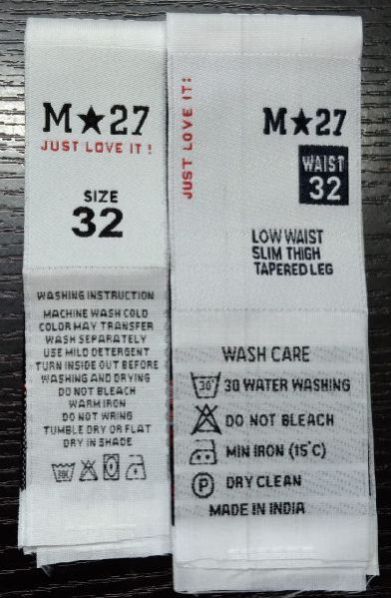 M★27
JUST LOVE IT!
SIZE
32
WASHING INSTRUCTION
MACHINE WASH COLD
COLOR MAY TRANSFER
WASH SEPARATELY
USE MILD DETERGENT
TURN INSIDE OUT BEFORE
WASHING AND DRYING
DO NOT BLEACH
WARM IRON
DO NOT WRING
TUMBLE DRY OR FLAT
DRY IN SHADE
JUST LOVE IT:
M★27
WAIST
32
LOW WAIST
SLIM THIGH
TAPERED LEG
WASH CARE
30° 30 WATER WASHING
DO NOT BLEACH
MIN IRON (15°C)
P DRY CLEAN
MADE IN INDIA